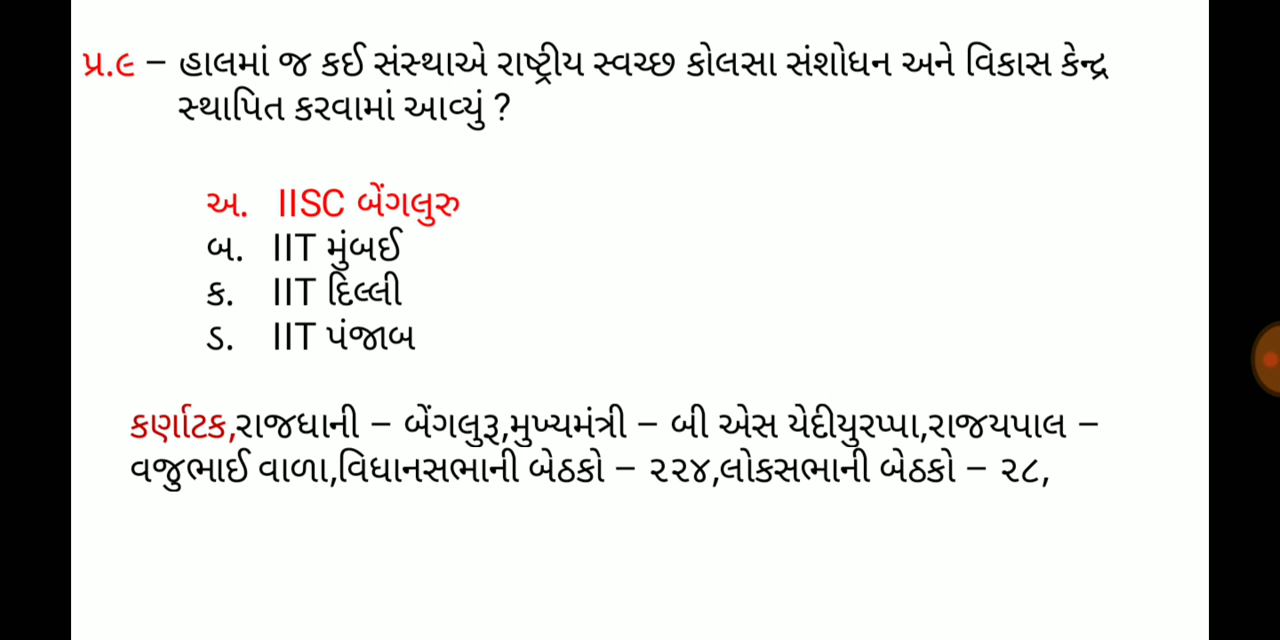 પ્ર.૯ – હાલમાં જ કઈ સંસ્થાએ રાષ્ટ્રીય સ્વચ્છ કોલસા સંશોધન અને વિકાસ કેન્દ્ર
સ્થાપિત કરવામાં આવ્યું ?
અ. IISC બેંગલુરુ
બ. IIT મુંબઈ
ક. IIT દિલ્લી
ડ. IIT પંજાબ
કર્ણાટક,રાજધાની – બેંગલુરૂ,મુખ્યમંત્રી – બી એસ યેદીયુરપ્પા,રાજયપાલ –
વજુભાઈ વાળા,વિધાનસભાની બેઠકો – ૨૨૪,લોકસભાની બેઠકો – ૨૮,